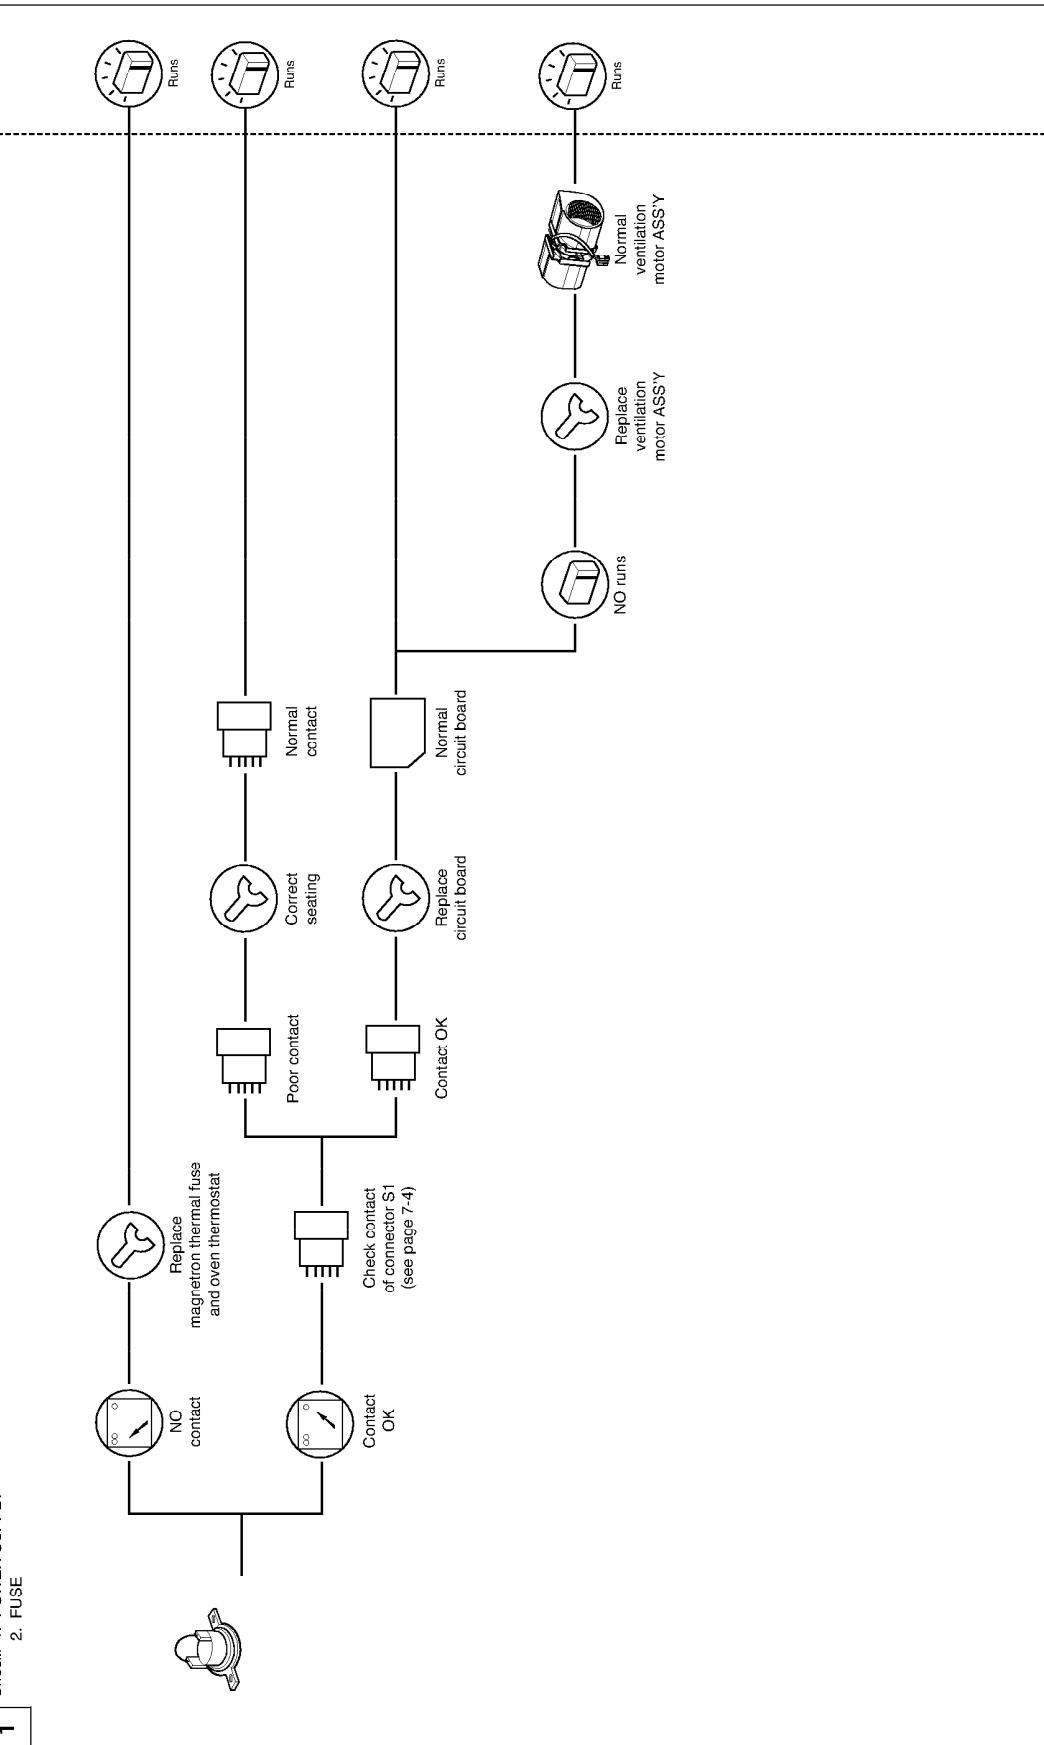 1
2. FUSE
NO
contact
Replace
magnetron thermal fuse
and oven thermostat
Runs
Contact
OK
Check contact
of connector S1
(see page 7-4)
Poor contact
Correct
seating
Normal
contact
Runs
Contact OK
Replace
circuit board
Normal
circuit board
Runs
NO runs
Replace
ventilation
motor ASS'Y
Normal
ventilation
motor ASS'Y
Runs